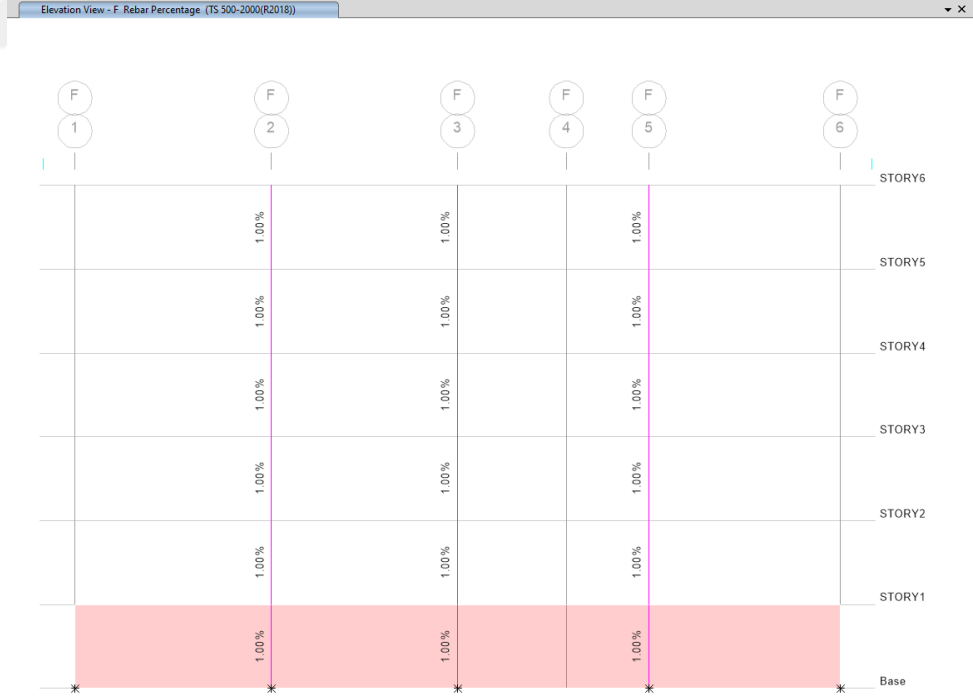 Elevation View - F Rebar Percentage (TS 500-2000(R2018))
F F F F F F
1 2 3 4 5 6
STORY6
1.00% 1.00% 1.00%
STORY5
1.00% 1.00% 1.00%
STORY4
1.00% 1.00% 1.00%
STORY3
1.00% 1.00% 1.00%
STORY2
1.00% 1.00% 1.00%
STORY1
1.00% 1.00% 1.00%
Base